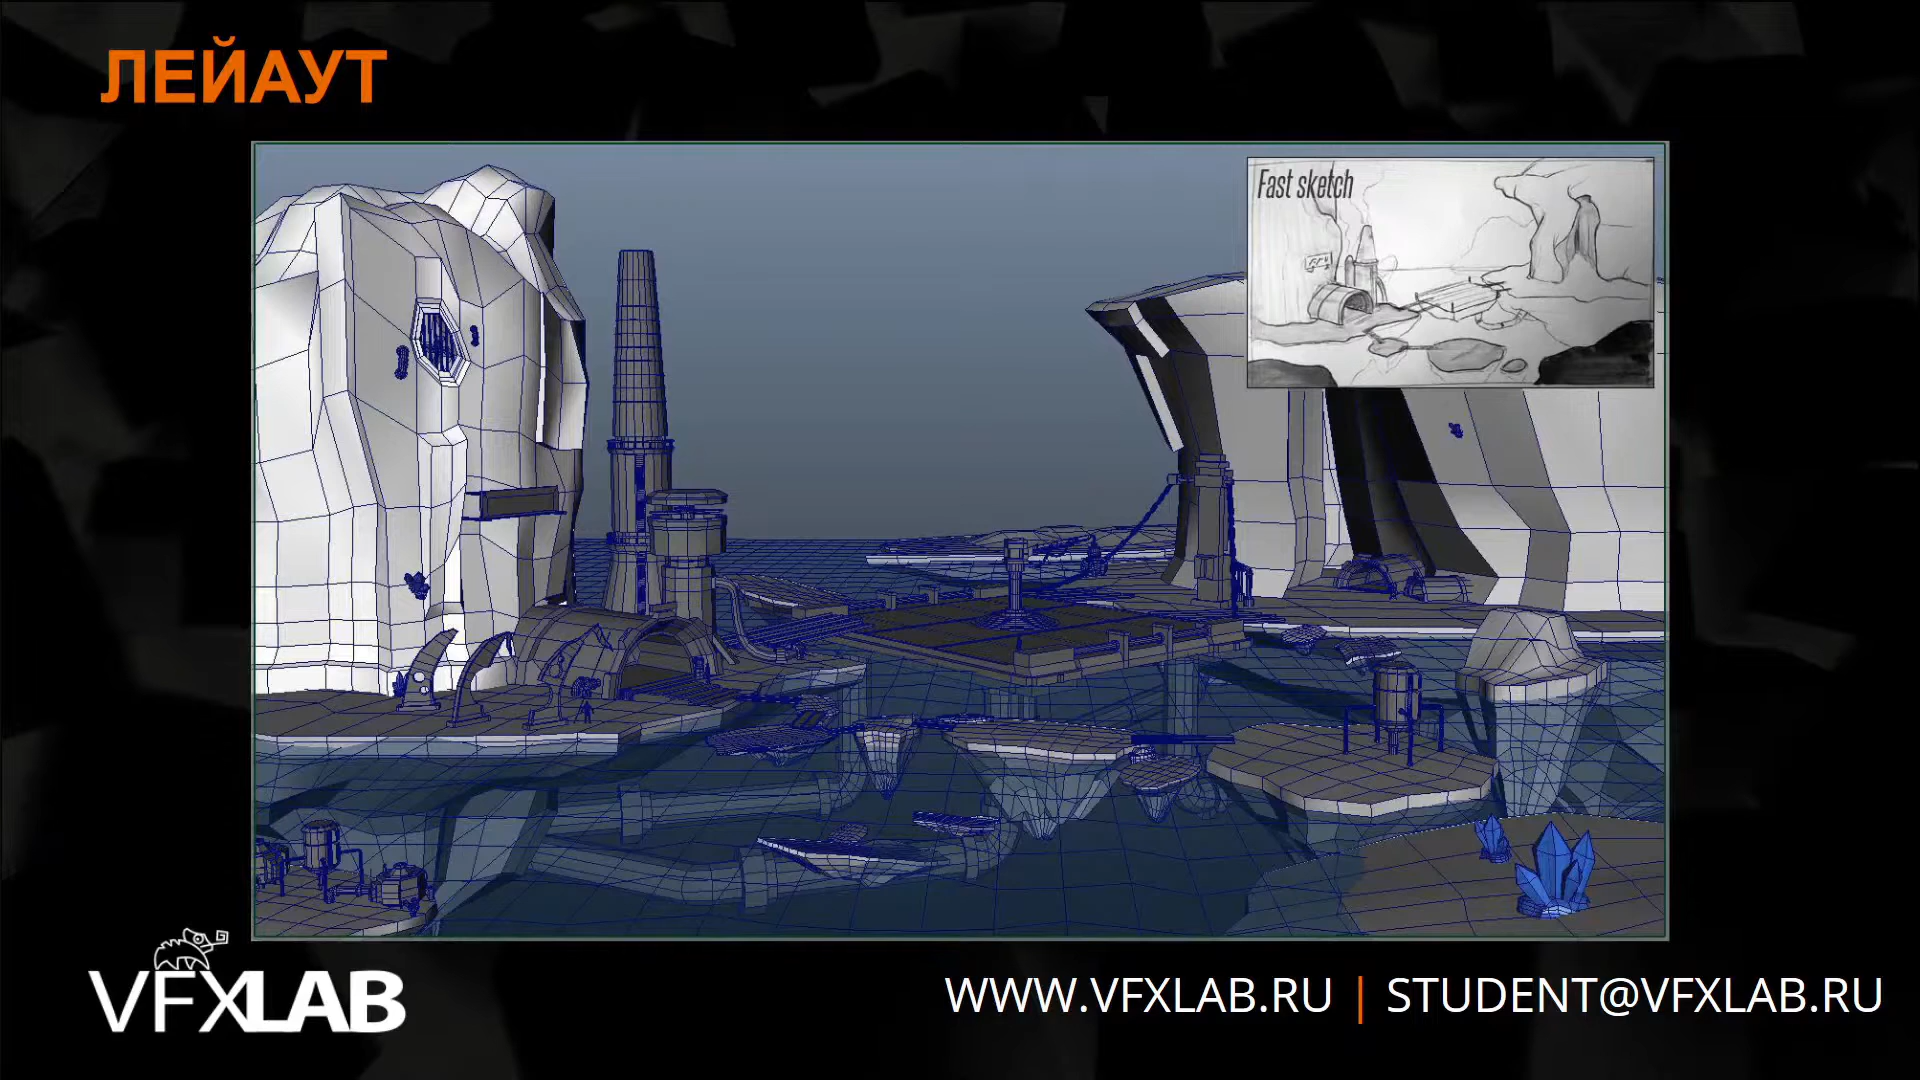 ЛЕЙАУТ
Fast sketch
VFXLAB
WWW.VFXLAB.RU | STUDENT@VFXLAB.RU